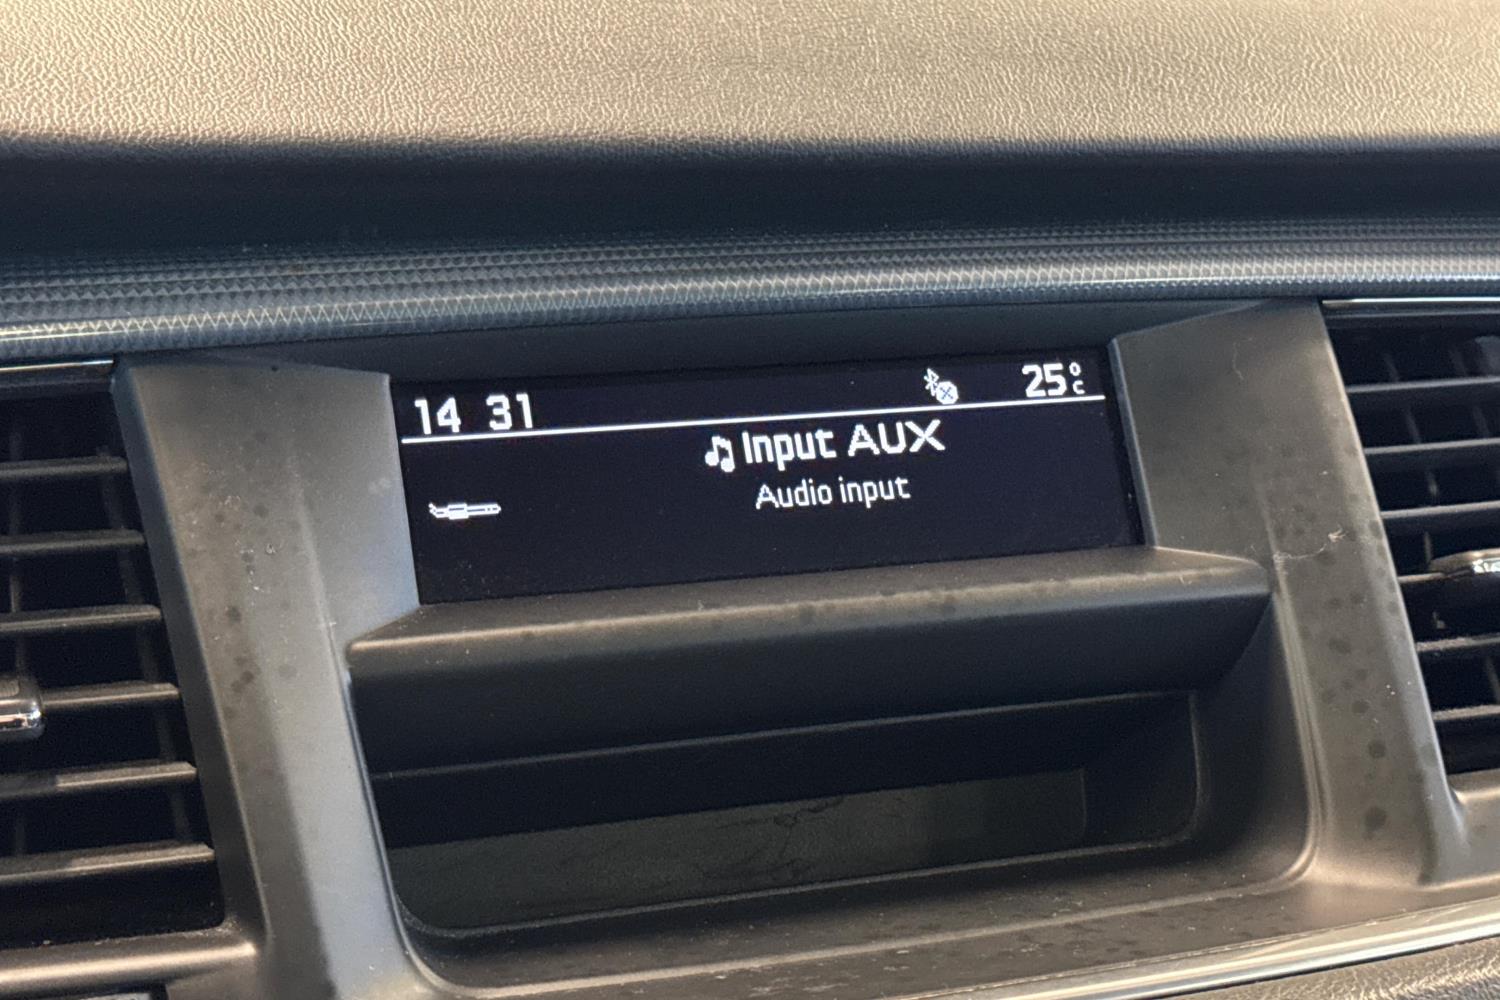 14 31 25°C
Input AUX
Audio input